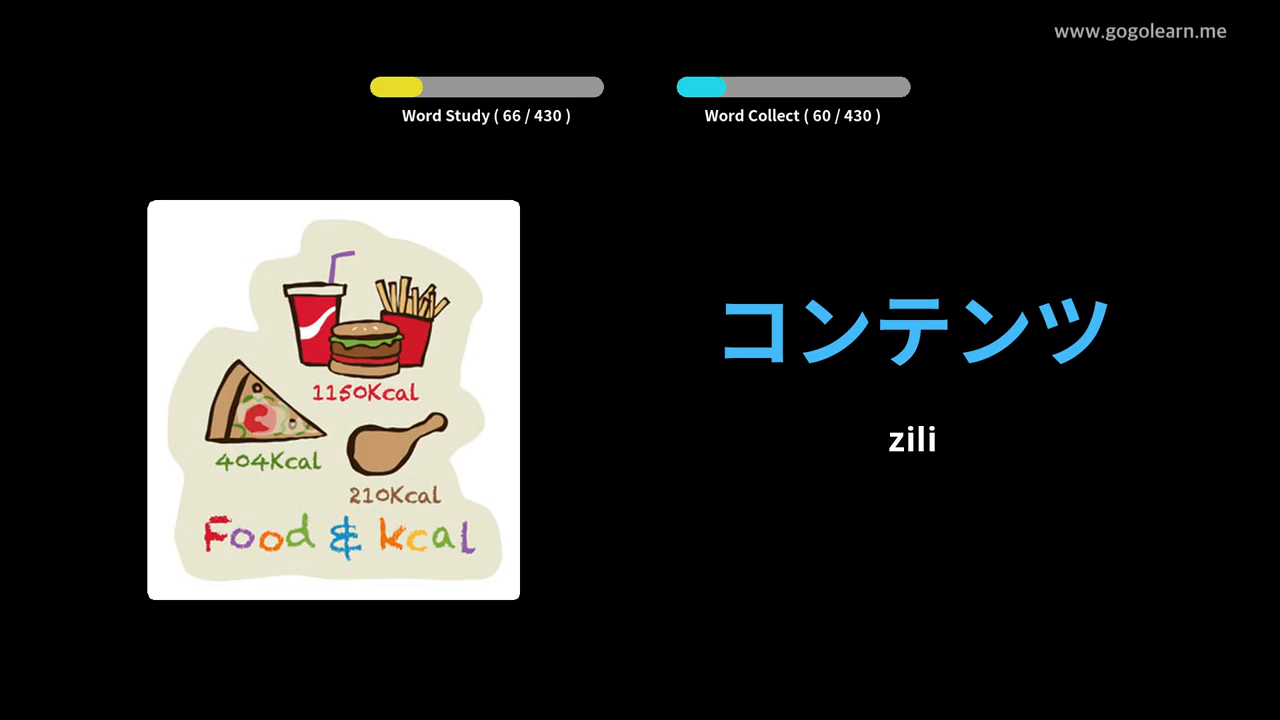 www.gogolearn.me
Word Study ( 66 / 430 )
Word Collect ( 60 / 430 )
1150Kcal
404Kcal
210Kcal
Food & kcal
コンテンツ
zili